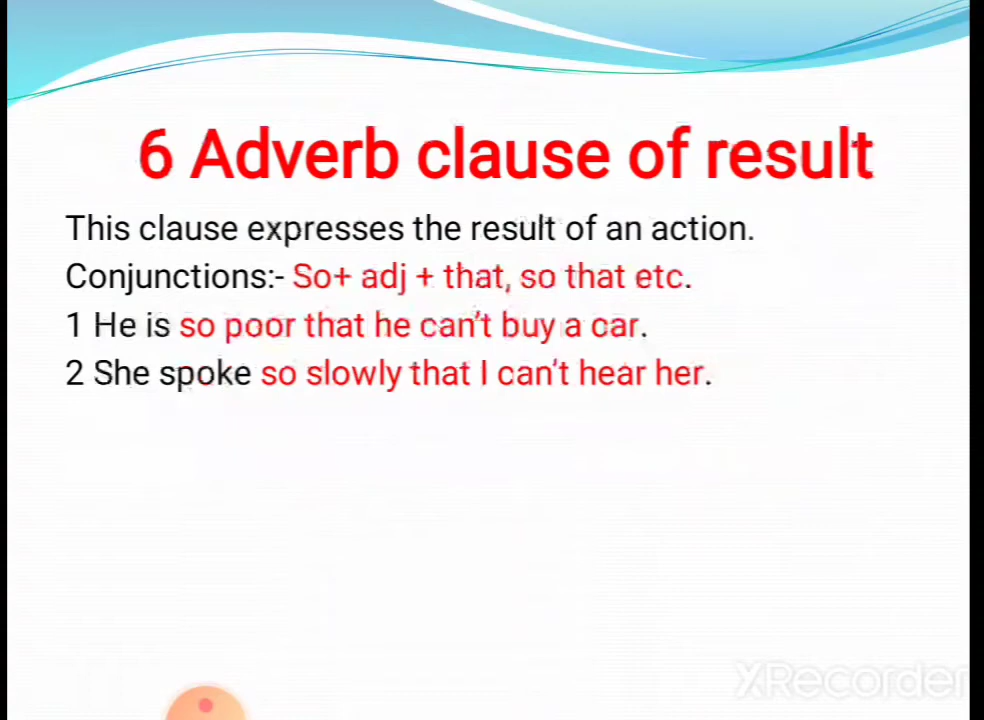 6 Adverb clause of result
This clause expresses the result of an action.
Conjunctions:- So+ adj + that, so that etc.
1 He is so poor that he can't buy a car.
2 She spoke so slowly that I can't hear her.
XRecorder